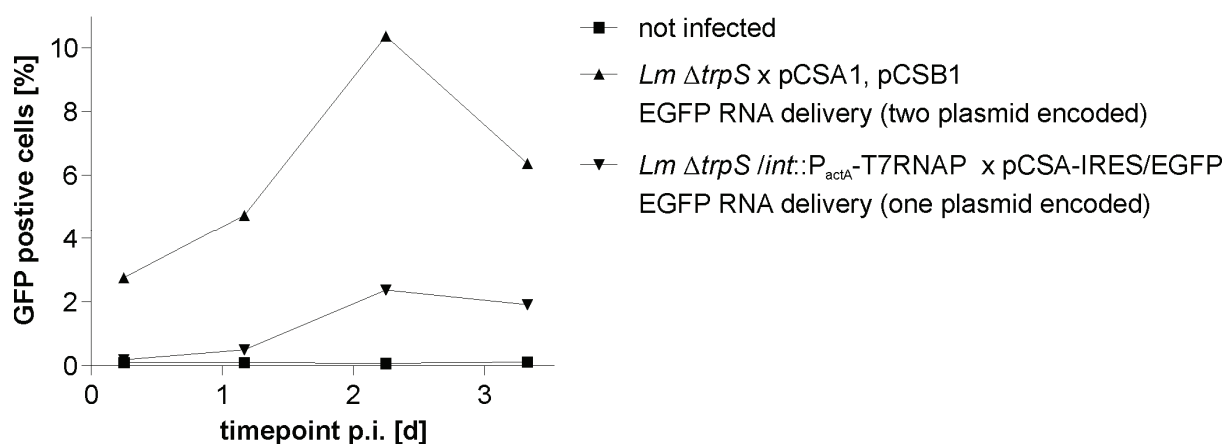 GFP postive cells [%]
10
8
6
4
2
0
0 1 2 3
timepoint p.i. [d]
not infected
Lm ΔtrpS x pCSA1, pCSB1
EGFP RNA delivery (two plasmid encoded)
Lm ΔtrpS /int::PactA-T7RNAP x pCSA-IRES/EGFP
EGFP RNA delivery (one plasmid encoded)